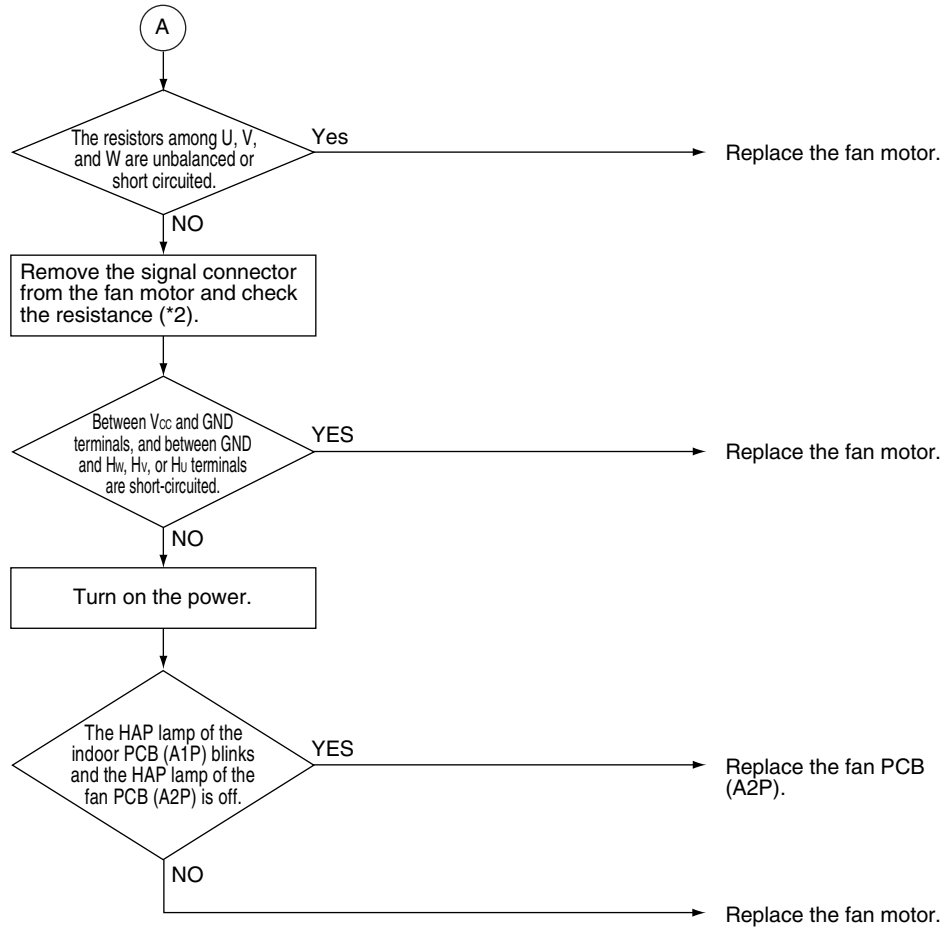 A
The resistors among U, V,
and W are unbalanced or
short circuited.
Yes
Replace the fan motor.
NO
Remove the signal connector
from the fan motor and check
the resistance (*2).
Between Vcc and GND
terminals, and between GND
and Hw, Hv, or Hu terminals
are short-circuited.
YES
Replace the fan motor.
NO
Turn on the power.
The HAP lamp of the
indoor PCB (A1P) blinks
and the HAP lamp of the
fan PCB (A2P) is off.
YES
Replace the fan PCB
(A2P).
NO
Replace the fan motor.